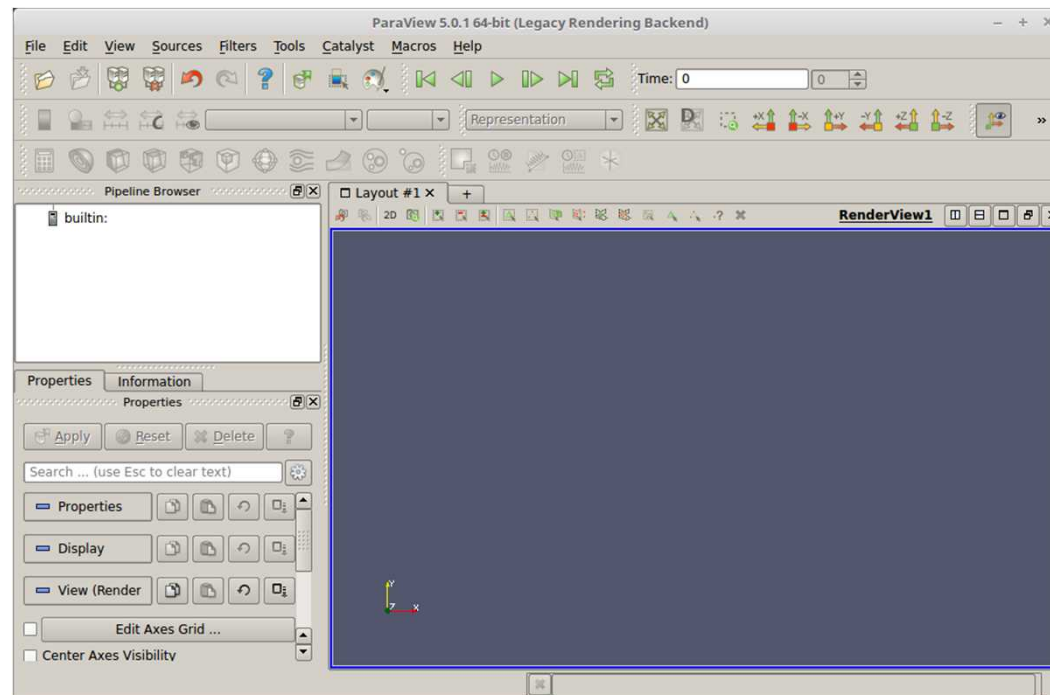 ParaView 5.0.1 64-bit (Legacy Rendering Backend)
File Edit View Sources Filters Tools Catalyst Macros Help
Time: 0 0
Representation
D +X -X +Y -Y +Z -Z »
Pipeline Browser
Layout #1
builtin:
2D RenderView1
Properties Information
Properties
Apply Reset Delete ?
Search ... (use Esc to clear text)
Properties
Display
View (Render
Edit Axes Grid ...
Center Axes Visibility
Y
Z X